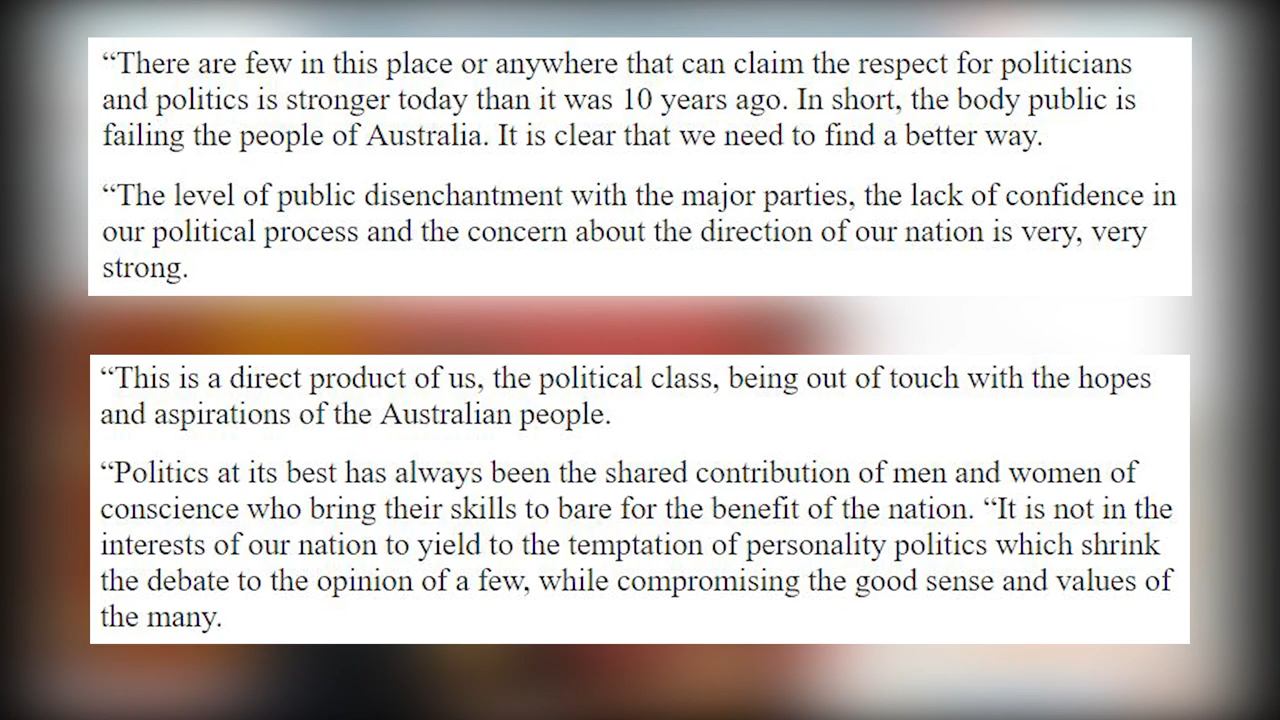 “There are few in this place or anywhere that can claim the respect for politicians
and politics is stronger today than it was 10 years ago. In short, the body public is
failing the people of Australia. It is clear that we need to find a better way.
“The level of public disenchantment with the major parties, the lack of confidence in
our political process and the concern about the direction of our nation is very, very
strong.
“This is a direct product of us, the political class, being out of touch with the hopes
and aspirations of the Australian people.
“Politics at its best has always been the shared contribution of men and women of
conscience who bring their skills to bare for the benefit of the nation. “It is not in the
interests of our nation to yield to the temptation of personality politics which shrink
the debate to the opinion of a few, while compromising the good sense and values of
the many.